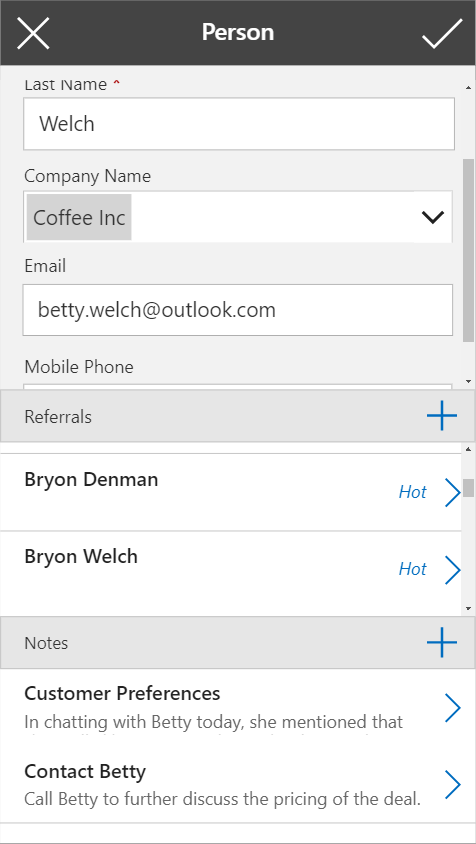 Person
Last Name *
Welch
Company Name
Coffee Inc
Email
betty.welch@outlook.com
Mobile Phone
Referrals
Bryon Denman
Hot
Bryon Welch
Hot
Notes
Customer Preferences
In chatting with Betty today, she mentioned that
Contact Betty
Call Betty to further discuss the pricing of the deal.